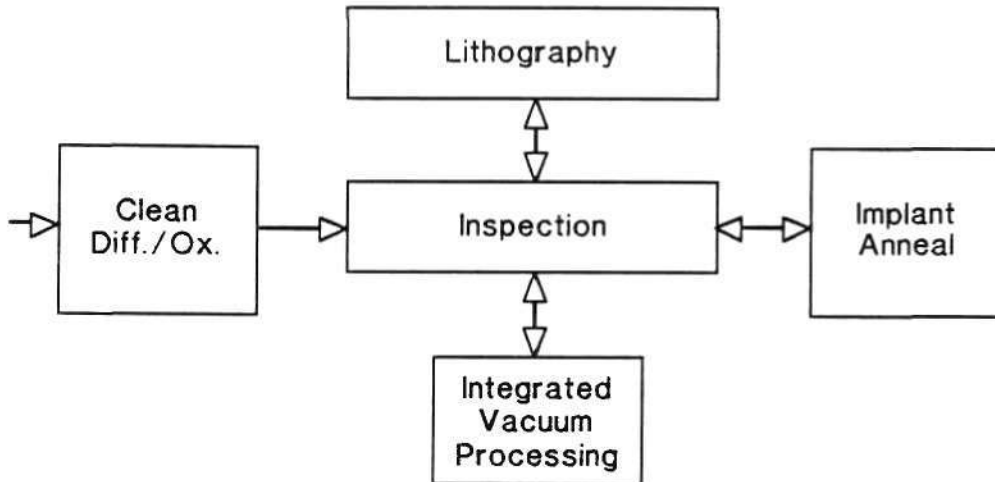 Lithography
Clean
Diff./Ox.
Inspection
Implant
Anneal
Integrated
Vacuum
Processing